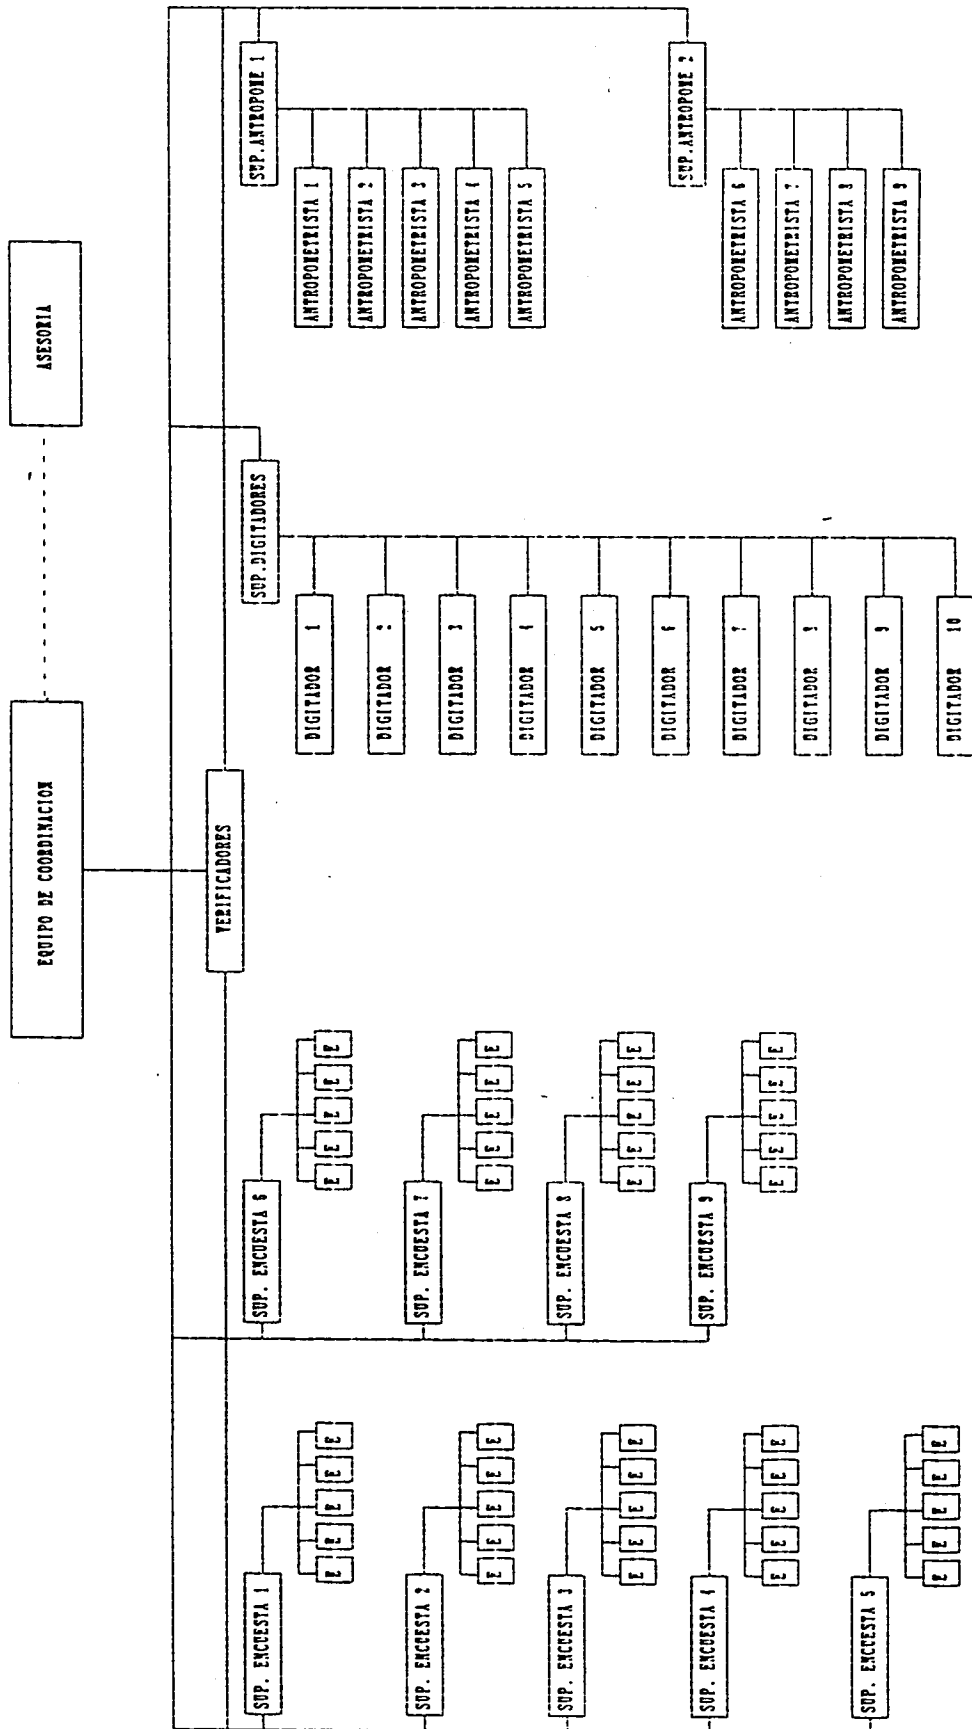 EQUIPO DE COORDINACION
ASESORIA
VERIFICADORES
SUP. ENCUESTA 1
E E E E E
SUP. ENCUESTA 2
E E E E E
SUP. ENCUESTA 3
E E E E E
SUP. ENCUESTA 4
E E E E E
SUP. ENCUESTA 5
E E E E E
SUP. ENCUESTA 6
E E E E E
SUP. ENCUESTA 7
E E E E E
SUP. ENCUESTA 8
E E E E E
SUP. ENCUESTA 9
E E E E E
SUP.DIGITADORES
DIGITADOR 1
DIGITADOR 2
DIGITADOR 3
DIGITADOR 4
DIGITADOR 5
DIGITADOR 6
DIGITADOR 7
DIGITADOR 8
DIGITADOR 9
DIGITADOR 10
SUP.ANTROPOME 1
ANTROPOMETRISTA 1
ANTROPOMETRISTA 2
ANTROPOMETRISTA 3
ANTROPOMETRISTA 4
ANTROPOMETRISTA 5
SUP.ANTROPOME 2
ANTROPOMETRISTA 6
ANTROPOMETRISTA 7
ANTROPOMETRISTA 8
ANTROPOMETRISTA 9